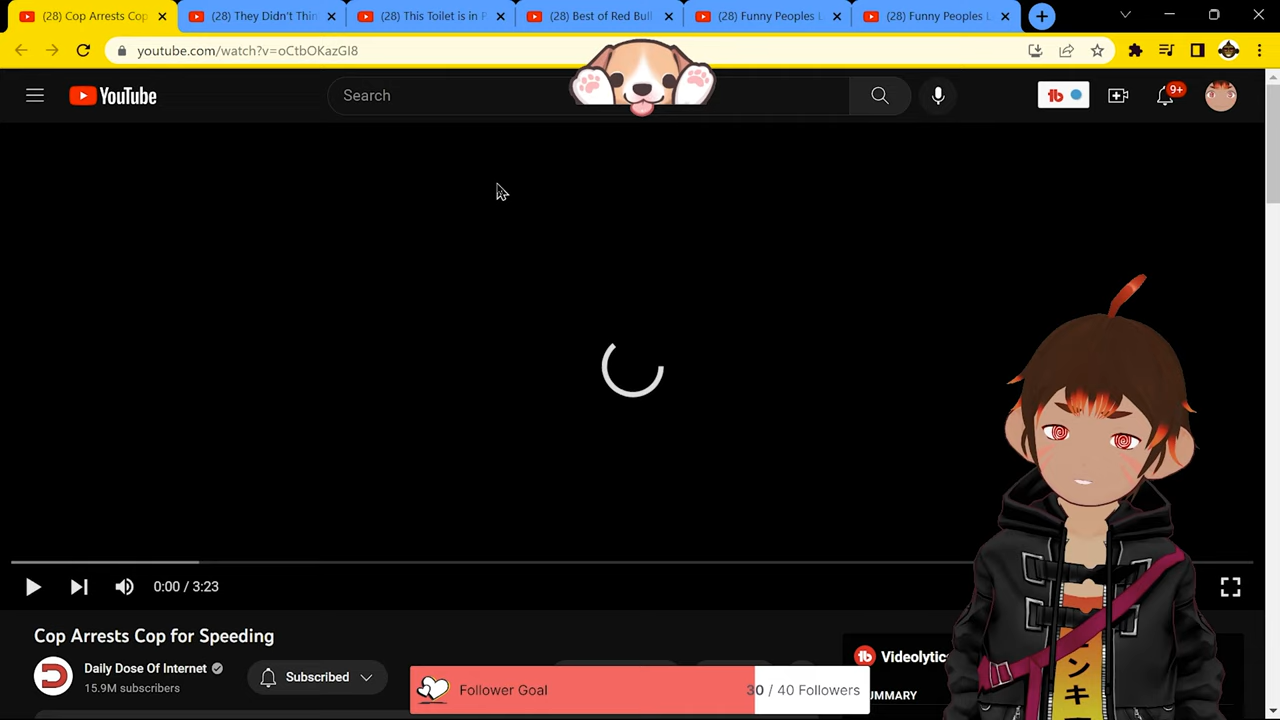 (28) Cop Arrests Cop
(28) They Didn't Thin
(28) This Toilet is in
(28) Best of Red Bull
(28) Funny Peoples L
(28) Funny Peoples L
youtube.com/watch?v=oCtbOKazGI8
YouTube
Search
9+
0:00 / 3:23
Cop Arrests Cop for Speeding
Daily Dose Of Internet
15.9M subscribers
Subscribed
Follower Goal
30 / 40 Followers
Videolytic
UMMARY
ンキ